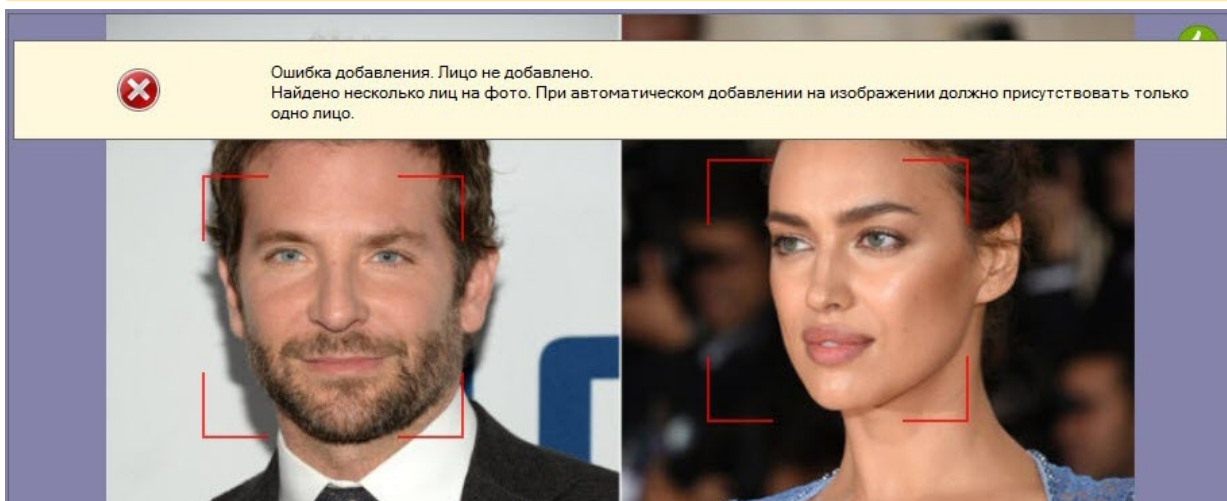 Ошибка добавления. Лицо не добавлено.
Найдено несколько лиц на фото. При автоматическом добавлении на изображении должно присутствовать только
одно лицо.